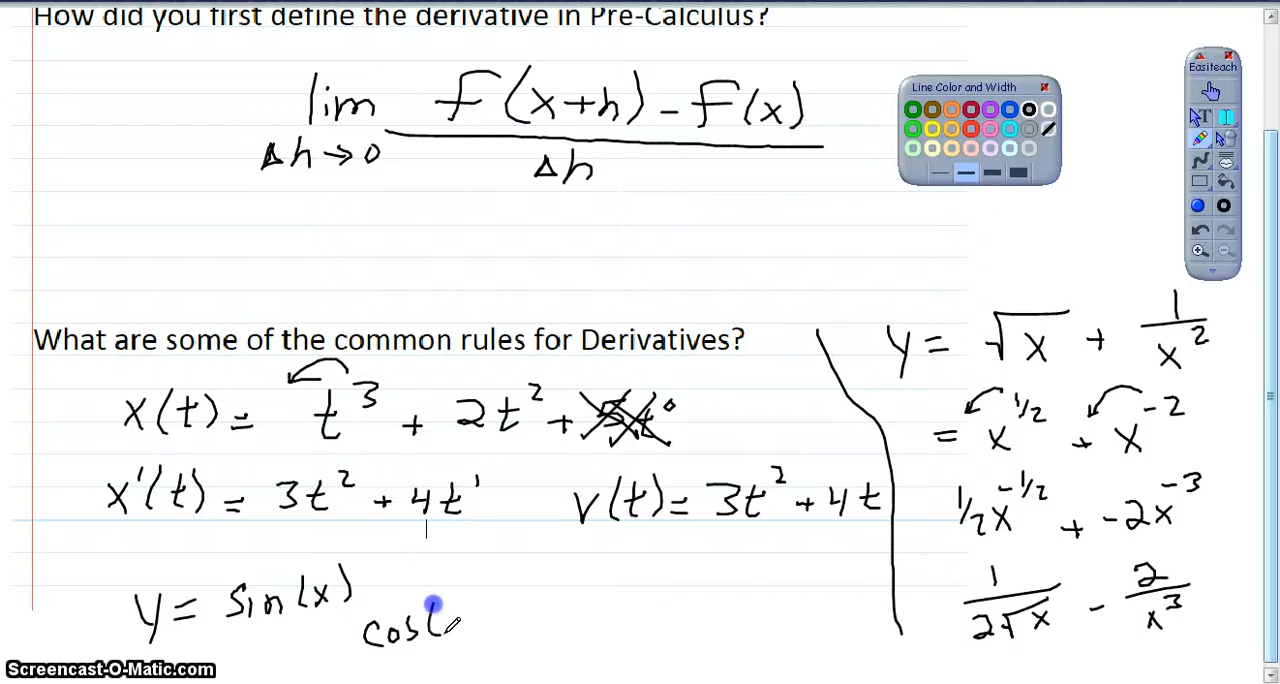 How did you first define the derivative in Pre-Calculus?
lim f(x+h) - f(x)
Δh→0 Δh
Line Color and Width
Easiteach
What are some of the common rules for Derivatives?
x(t) = t³ + 2t² +
x'(t) = 3t² + 4t¹ v(t) = 3t² + 4t
y = sin(x)
cos(
y = √x + 1/x²
= x^1/2 + x^-2
1/2x^-1/2 + -2x^-3
1/2√x - 2/x³
Screencast-O-Matic.com